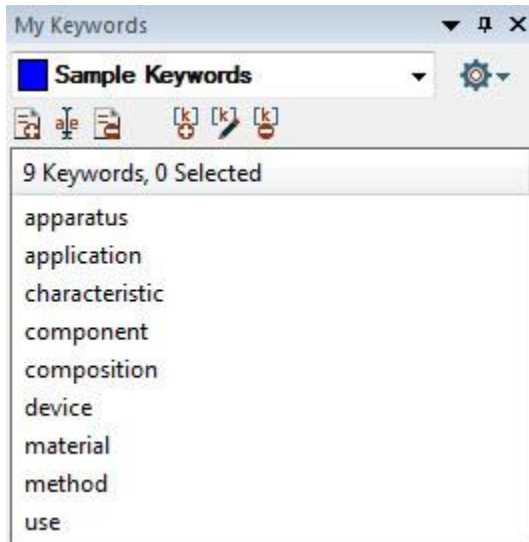 My Keywords
Sample Keywords
a e
[k] [k] [k]
9 Keywords, 0 Selected
apparatus
application
characteristic
component
composition
device
material
method
use